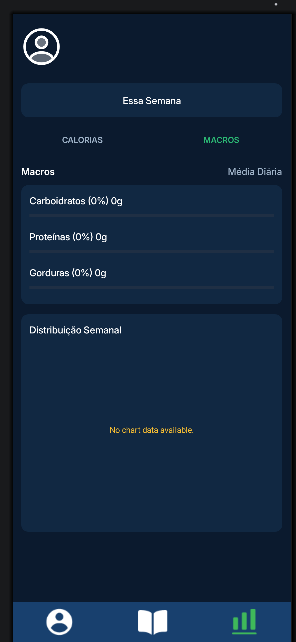 Essa Semana
CALORIAS MACROS
Macros Média Diária
Carboidratos (0%) 0g
Proteínas (0%) 0g
Gorduras (0%) 0g
Distribuição Semanal
No chart data available.